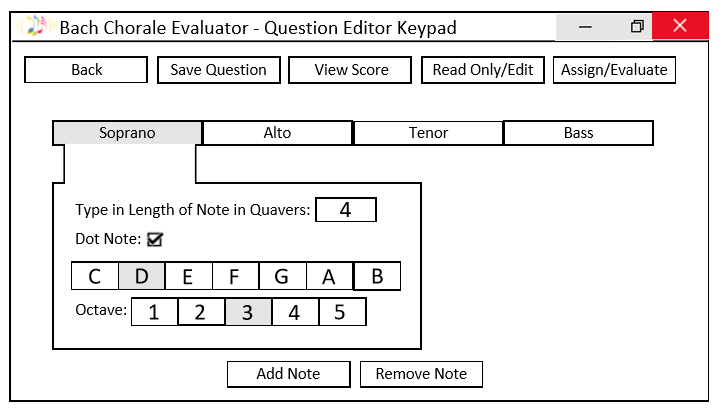 Bach Chorale Evaluator - Question Editor Keypad
Back Save Question View Score Read Only/Edit Assign/Evaluate
Soprano Alto Tenor Bass
Type in Length of Note in Quavers: 4
Dot Note:
C D E F G A B
Octave: 1 2 3 4 5
Add Note Remove Note